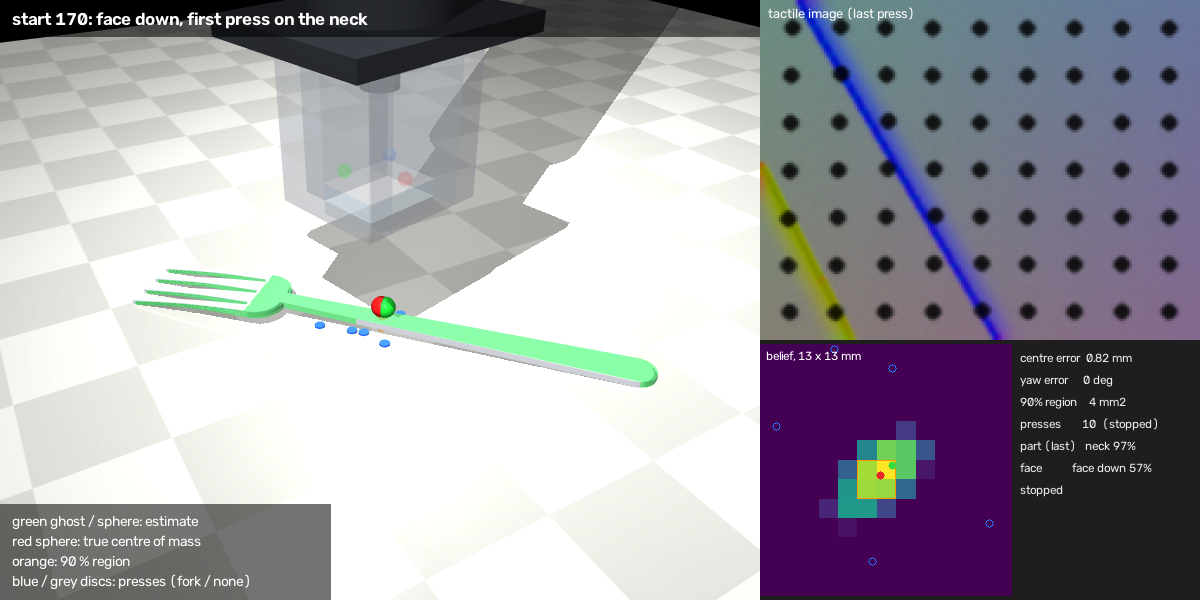 start 170: face down, first press on the neck
tactile image (last press)
belief, 13 x 13 mm
centre error 0.82 mm
yaw error 0 deg
90% region 4 mm2
presses 10 (stopped)
part (last) neck 97%
face face down 57%
stopped
green ghost / sphere: estimate
red sphere: true centre of mass
orange: 90 % region
blue / grey discs: presses (fork / none)